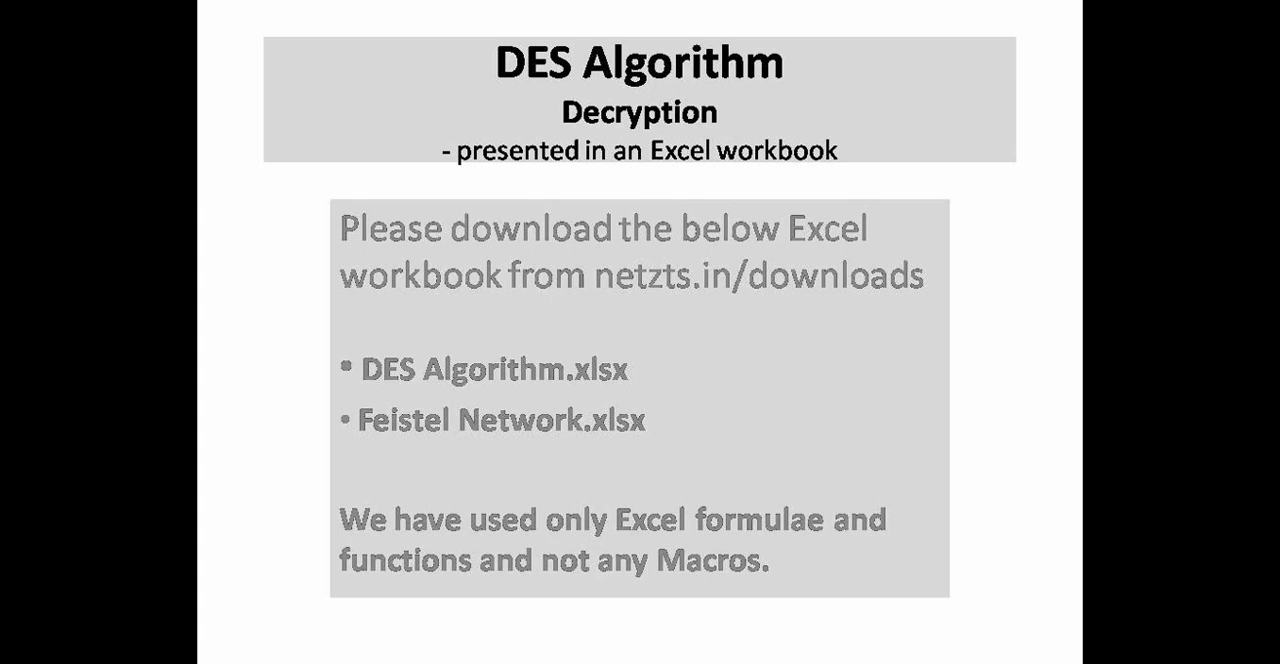 DES Algorithm
Decryption
- presented in an Excel workbook
Please download the below Excel
workbook from netzts.in/downloads
• DES Algorithm.xlsx
• Feistel Network.xlsx
We have used only Excel formulae and
functions and not any Macros.